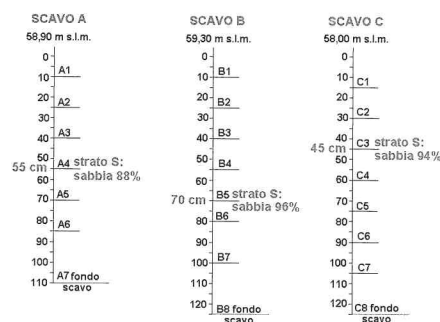 SCAVO A
58,90 m s.l.m.
0
10
A1
20
A2
30
A3
40
50
A4
strato S:
sabbia 88%
55 cm
60
A5
70
A6
80
90
100
A7 fondo
scavo
110
SCAVO B
59,30 m s.l.m.
0
B1
10
20
B2
30
B3
40
50
B4
60
B5
strato S:
sabbia 96%
70 cm
70
B6
80
90
B7
100
110
B8 fondo
scavo
120
SCAVO C
58,00 m s.l.m.
0
C1
10
20
C2
30
40
C3
strato S:
sabbia 94%
45 cm
50
C4
60
70
C5
80
C6
90
100
C7
110
C8 fondo
scavo
120